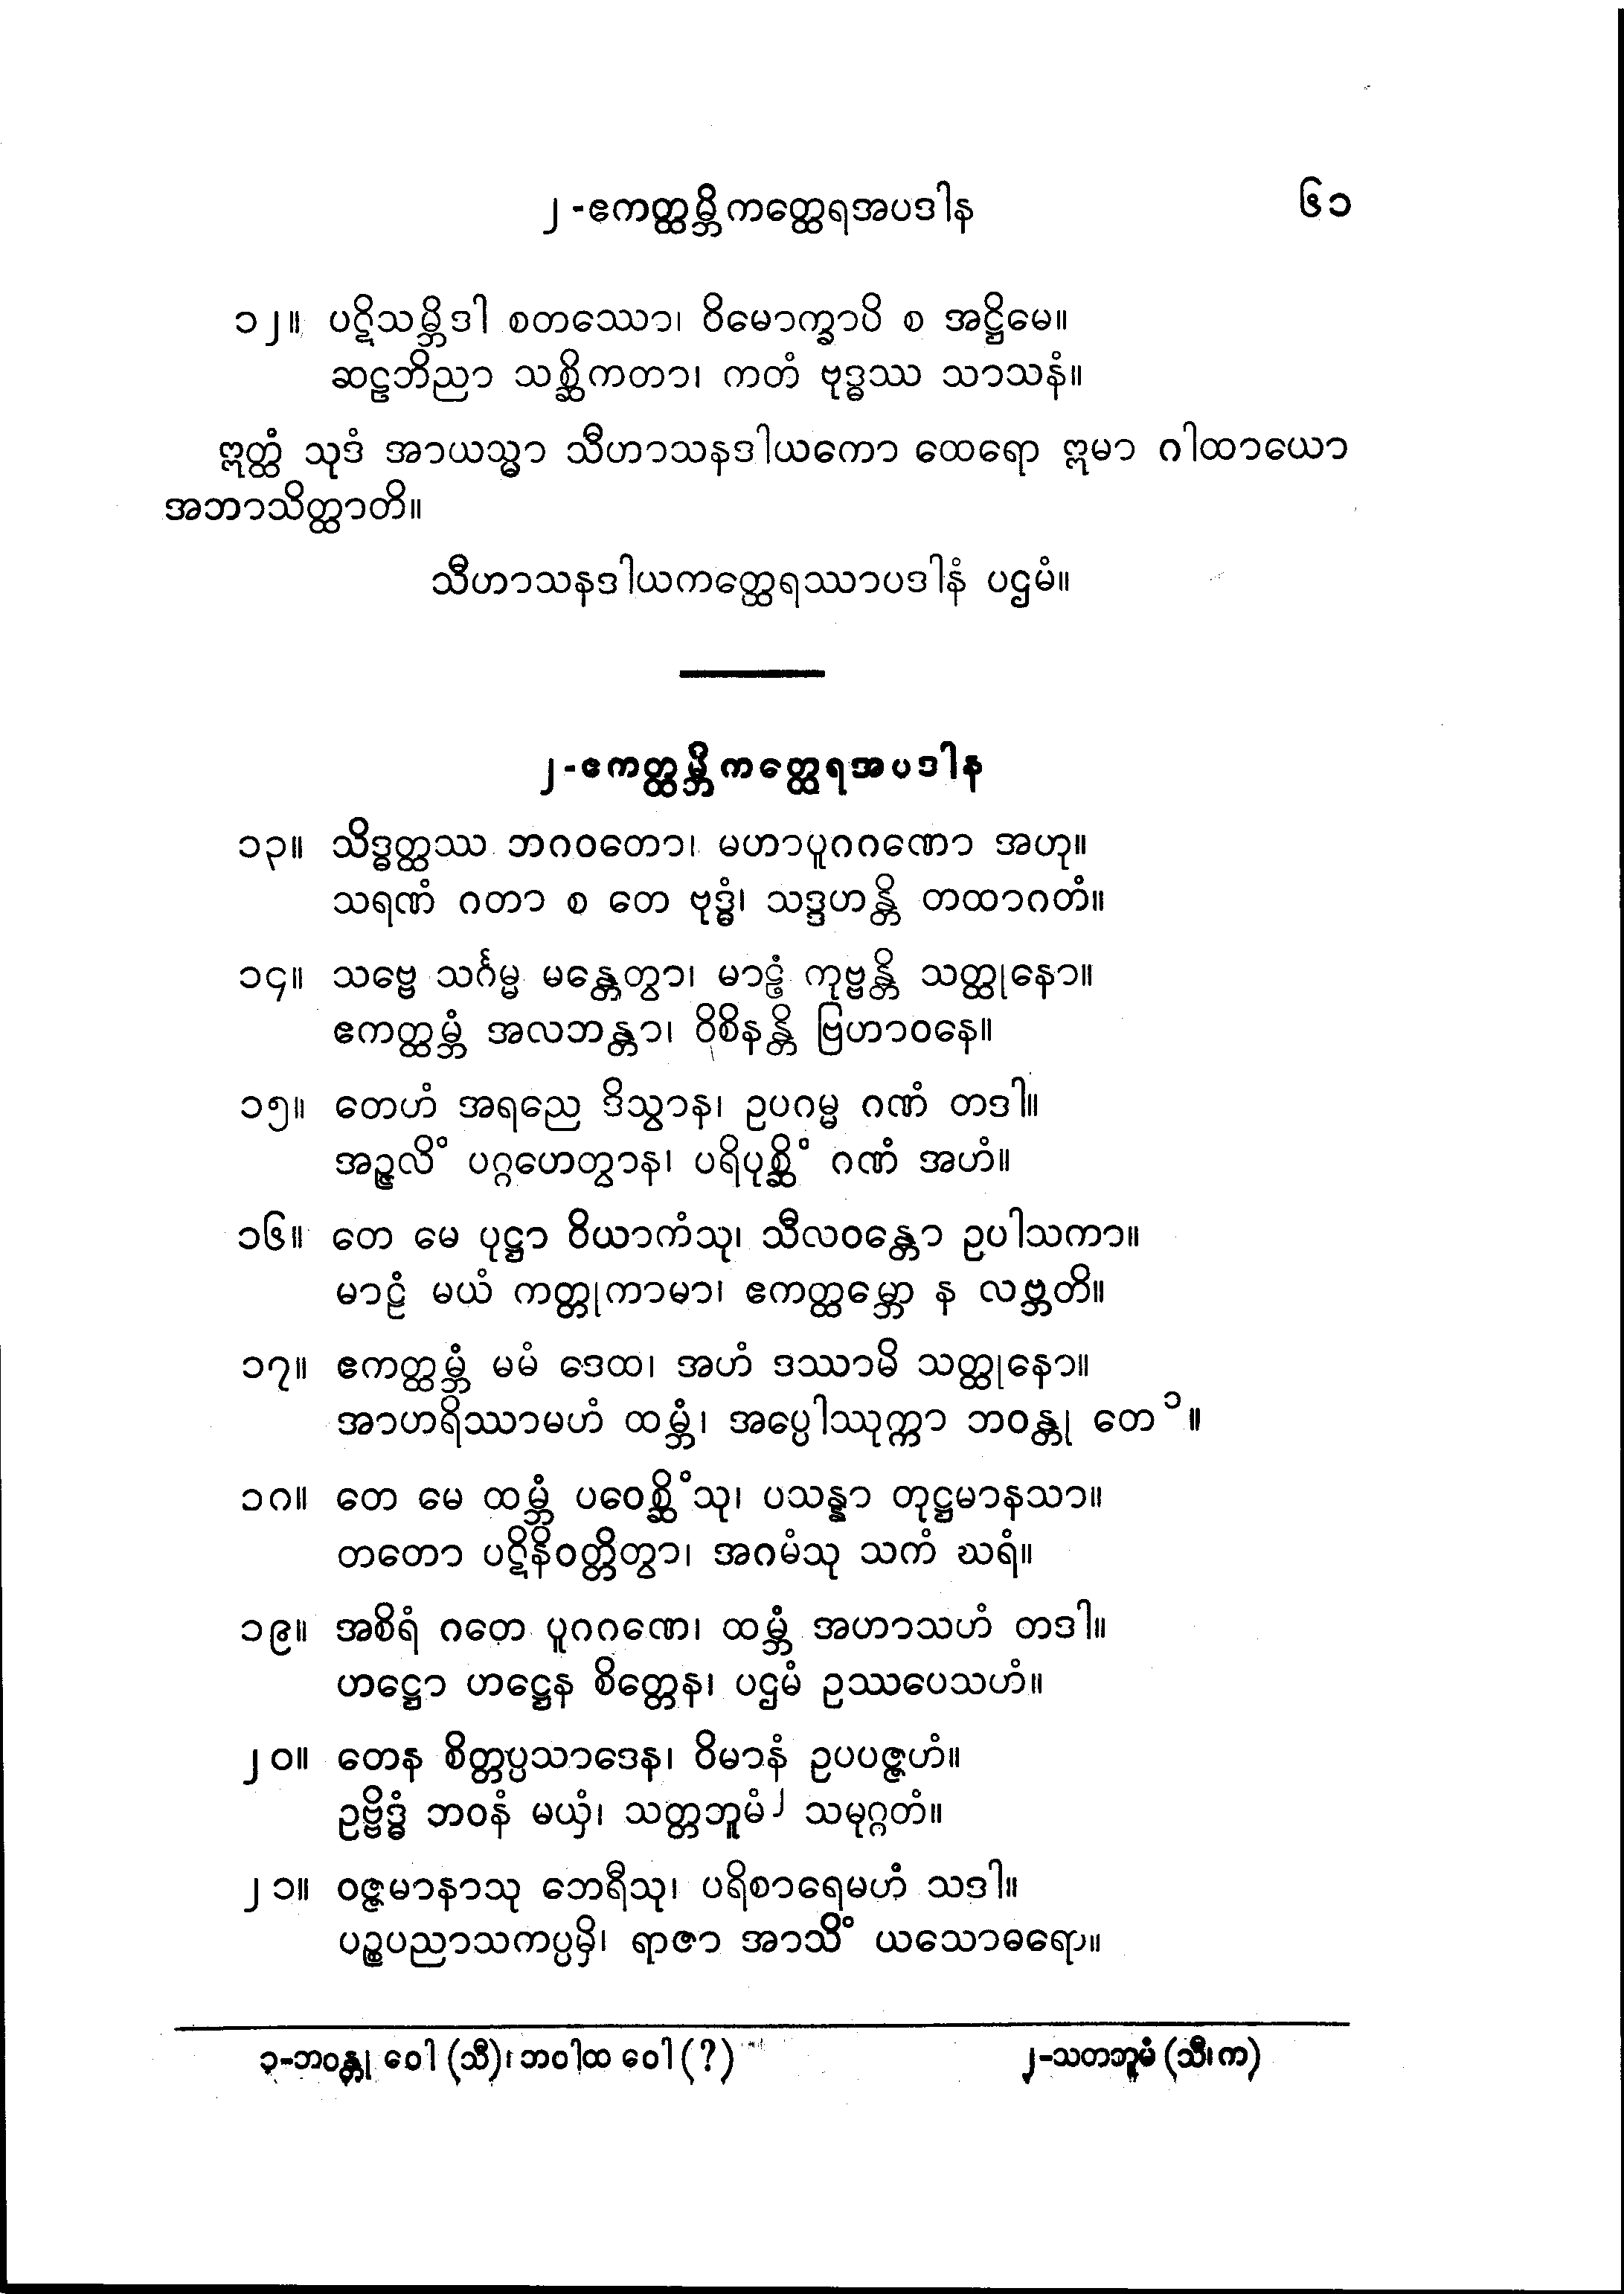 ၂-ဧကတ္ထမ္ဘိကတ္ထေရအပဒါန ၆၁
၁၂။ ပဋိသမ္ဘိဒါ စတဿော၊ ဝိမောက္ခာပိ စ အဋ္ဌိမေ။
ဆဠဘိညာ သစ္ဆိကတာ၊ ကတံ ဗုဒ္ဓဿ သာသနံ။
ဣတ္ထံ သုဒံ အာယသ္မာ သီဟာသနဒါယကော ထေရော ဣမာ ဂါထာယော
အဘာသိတ္ထာတိ။
သီဟာသနဒါယကတ္ထေရဿာပဒါနံ ပဌမံ။
၂-ဧကတ္ထမ္ဘိကတ္ထေရအပဒါန
၁၃။ သိဒ္ဓတ္ထဿ ဘဂဝတော၊ မဟာပူဂဂဏော အဟု။
သရဏံ ဂတာ စ တေ ဗုဒ္ဓံ၊ သဒ္ဒဟန္တိ တထာဂတံ။
၁၄။ သဗ္ဗေ သင်္ဂမ္မ မန္တေတွာ၊ မာဠံ ကုဗ္ဗန္တိ သတ္ထုနော။
ဧကတ္ထမ္ဘံ အလဘန္တာ၊ ဝိစိနန္တိ ဗြဟာဝနေ။
၁၅။ တေဟံ အရညေ ဒိသွာန၊ ဥပဂမ္မ ဂဏံ တဒါ။
အဉ္ဇလိံ ပဂ္ဂဟေတွာန၊ ပရိပုစ္ဆိံ ဂဏံ အဟံ။
၁၆။ တေ မေ ပုဋ္ဌာ ဝိယာကံသု၊ သီလဝန္တော ဥပါသကာ။
မာဠံ မယံ ကတ္တုကာမာ၊ ဧကတ္ထမ္ဘော န လဗ္ဘတိ။
၁၇။ ဧကတ္ထမ္ဘံ မမံ ဒေထ၊ အဟံ ဒဿာမိ သတ္ထုနော။
အာဟရိဿာမဟံ ထမ္ဘံ၊ အပ္ပေါဿုက္ကာ ဘဝန္တု တေ ၁။
၁၈။ တေ မေ ထမ္ဘံ ပဝေစ္ဆိံသု၊ ပသန္နာ တုဋ္ဌမာနသာ။
တတော ပဋိနိဝတ္တိတွာ၊ အဂမံသု သကံ ဃရံ။
၁၉။ အစိရံ ဂတေ ပူဂဂဏေ၊ ထမ္ဘံ အဟာသဟံ တဒါ။
ဟဋ္ဌော ဟဋ္ဌေန စိတ္တေန၊ ပဌမံ ဥဿပေသဟံ။
၂၀။ တေန စိတ္တပ္ပသာဒေန၊ ဝိမာနံ ဥပပဇ္ဇဟံ။
ဥဗ္ဗိဒ္ဓံ ဘဝနံ မယှံ၊ သတ္တဘူမံ၂ သမုဂ္ဂတံ။
၂၁။ ဝဇ္ဇမာနာသု ဘေရီသု၊ ပရိစာရေမဟံ သဒါ။
ပဉ္စပညာသကပ္ပမှိ၊ ရာဇာ အာသိံ ယသောဓရော။
၁-ဘဝန္တု ဝေါ (သီ)၊ ဘဝါထ ဝေါ (?) ၂-သတဘူမံ (သီ၊ က)